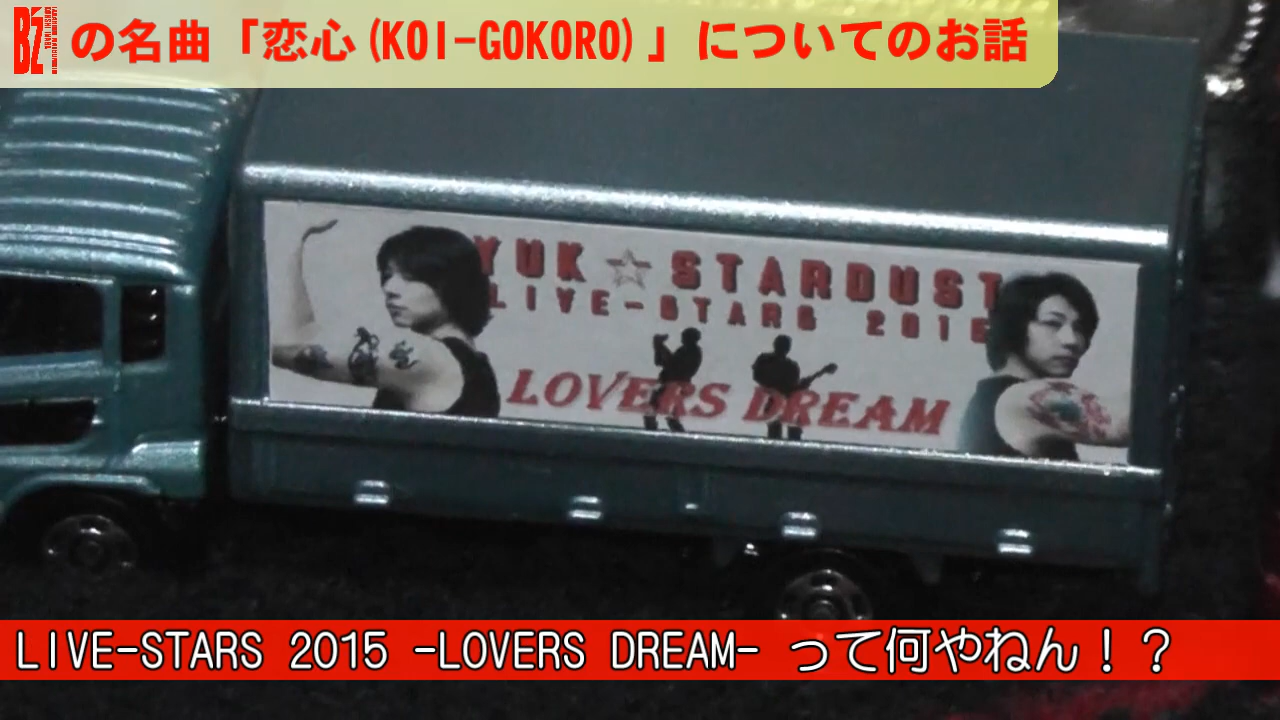 B'z の名曲「恋心(KOI-GOKORO)」についてのお話
YUK☆STARDUST
LIVE-STARS 2015
LOVERS DREAM
LIVE-STARS 2015 -LOVERS DREAM- って何やねん！？